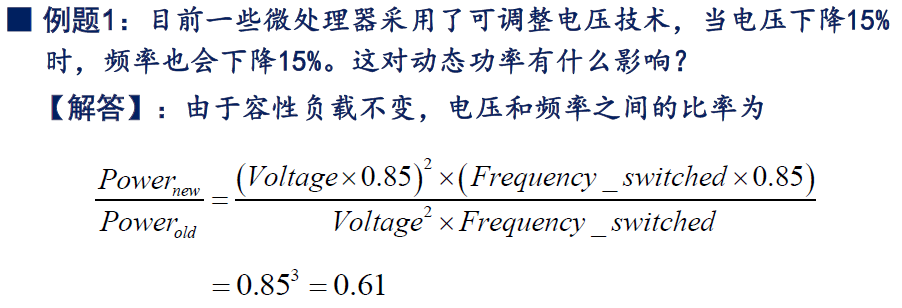 ■ 例题1：目前一些微处理器采用了可调整电压技术，当电压下降15%
时，频率也会下降15%。这对动态功率有什么影响？
【解答】：由于容性负载不变，电压和频率之间的比率为
\frac{Power_{new}}{Power_{old}} = \frac{(Voltage×0.85)^2×(Frequency\_switched×0.85)}{Voltage^2×Frequency\_switched}
= 0.85^3 = 0.61